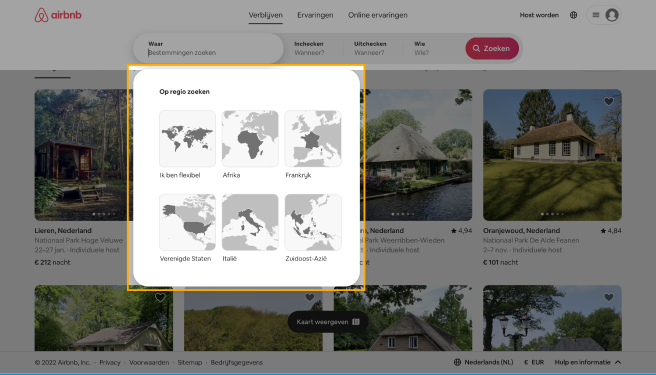 airbnb
Verblijven Ervaringen Online ervaringen
Host worden
Waar
Bestemmingen zoeken
Inchecken
Wanneer?
Uitchecken
Wanneer?
Wie
Wie?
Zoeken
Op regio zoeken
Ik ben flexibel
Afrika
Frankrijk
Verenigde Staten
Italië
Zuidoost-Azië
Lieren, Nederland
Nationaal Park Hoge Veluwe
22–27 jan. · Individuele host
€ 212 nacht
, Nederland
4,94
Park Weerribben-Wieden
· Individuele host
nacht
Oranjewoud, Nederland
4,84
Nationaal Park De Alde Feanen
2–7 nov. · Individuele host
€ 101 nacht
Kaart weergeven
© 2022 Airbnb, Inc. · Privacy · Voorwaarden · Sitemap · Bedrijfsgegevens
Nederlands (NL) € EUR Hulp en informatie